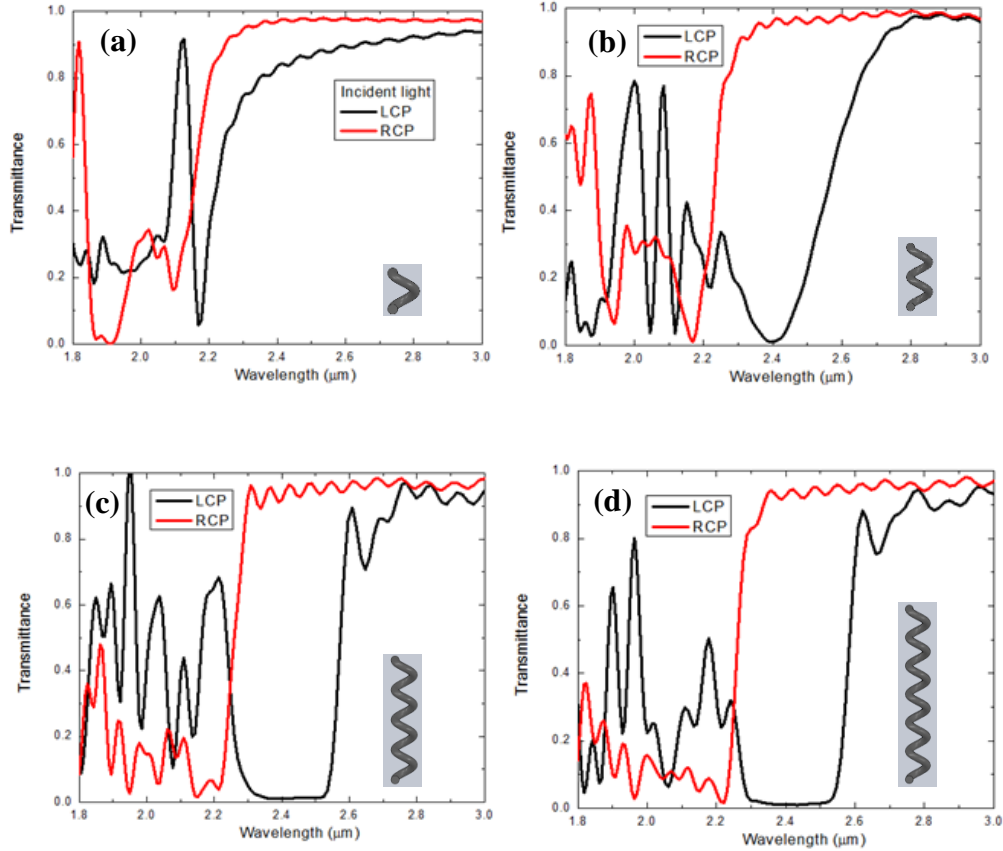 (a)
Incident light
LCP
RCP
Transmittance
1.0
0.8
0.6
0.4
0.2
0.0
1.8 2.0 2.2 2.4 2.6 2.8 3.0
Wavelength (μm)
(b)
LCP
RCP
Transmittance
1.0
0.8
0.6
0.4
0.2
0.0
1.8 2.0 2.2 2.4 2.6 2.8 3.0
Wavelength (μm)
(c)
LCP
RCP
Transmittance
1.0
0.8
0.6
0.4
0.2
0.0
1.8 2.0 2.2 2.4 2.6 2.8 3.0
Wavelength (μm)
(d)
LCP
RCP
Transmittance
1.0
0.8
0.6
0.4
0.2
0.0
1.8 2.0 2.2 2.4 2.6 2.8 3.0
Wavelength (μm)